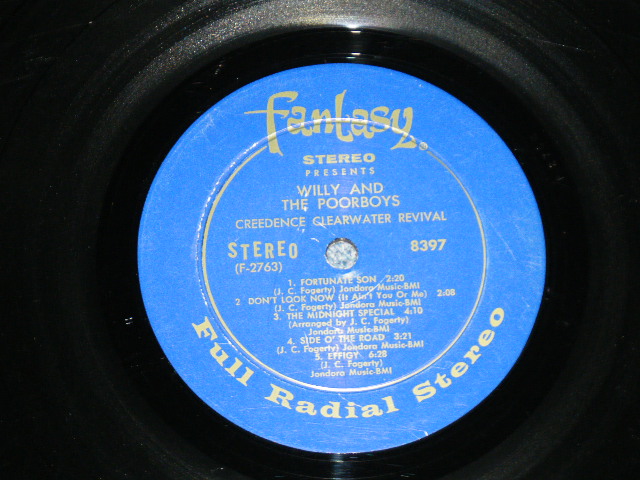 Fantasy
STEREO
PRESENTS
WILLY AND
THE POORBOYS
CREEDENCE CLEARWATER REVIVAL
STEREO 8397
(F-2763)
1. FORTUNATE SON 2:20
(J. C. Fogerty) Jondora Music-BMI
2 DON'T LOOK NOW (It Ain't You Or Me) 2:08
(J. C. Fogerty) Jondora Music-BMI
3. THE MIDNIGHT SPECIAL 4:10
(Arranged by J. C. Fogerty)
Jondora Music-BMI
4. SIDE O' THE ROAD 3:21
(J. C. Fogerty) Jondora Music-BMI
5. EFFIGY 6:28
(J. C. Fogerty)
Jondora Music-BMI
Full Radial Stereo